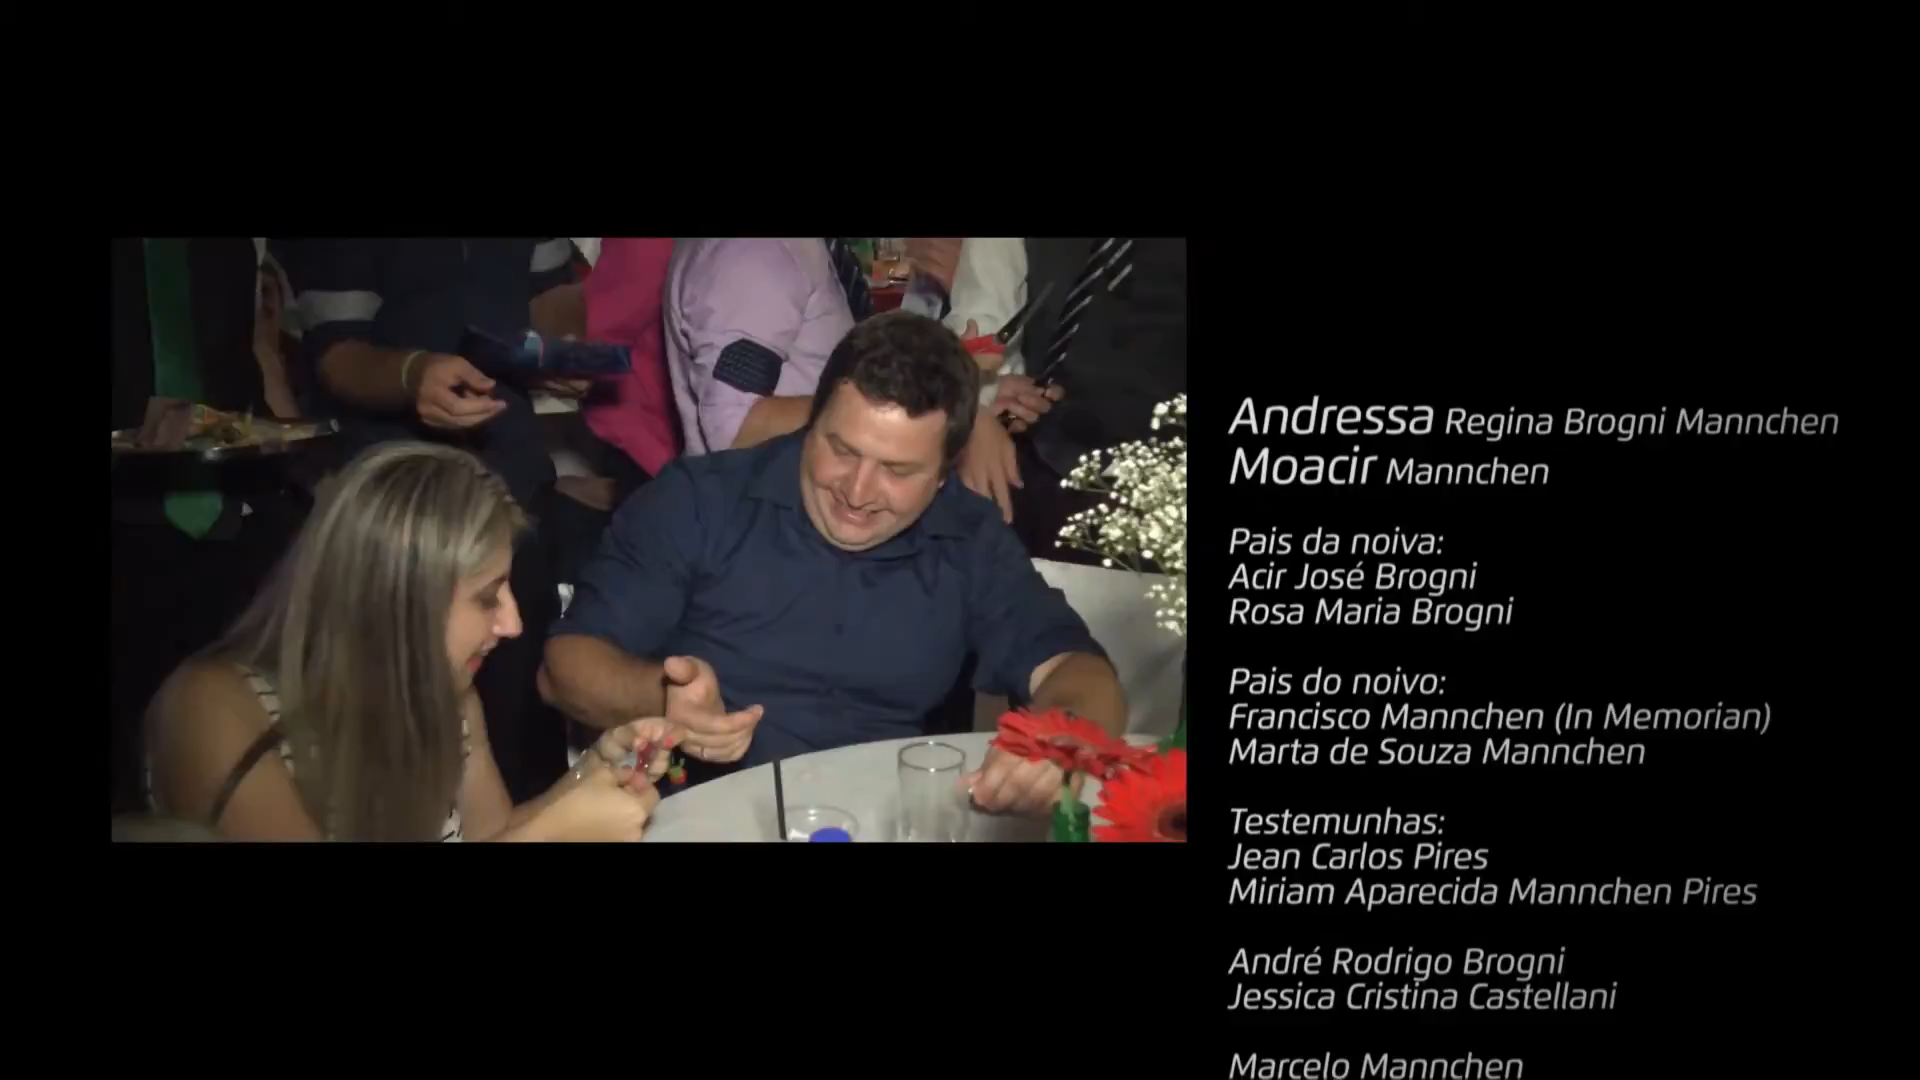 Andressa Regina Brogni Mannchen
Moacir Mannchen
Pais da noiva:
Acir José Brogni
Rosa Maria Brogni
Pais do noivo:
Francisco Mannchen (In Memorian)
Marta de Souza Mannchen
Testemunhas:
Jean Carlos Pires
Miriam Aparecida Mannchen Pires
André Rodrigo Brogni
Jessica Cristina Castellani
Marcelo Mannchen